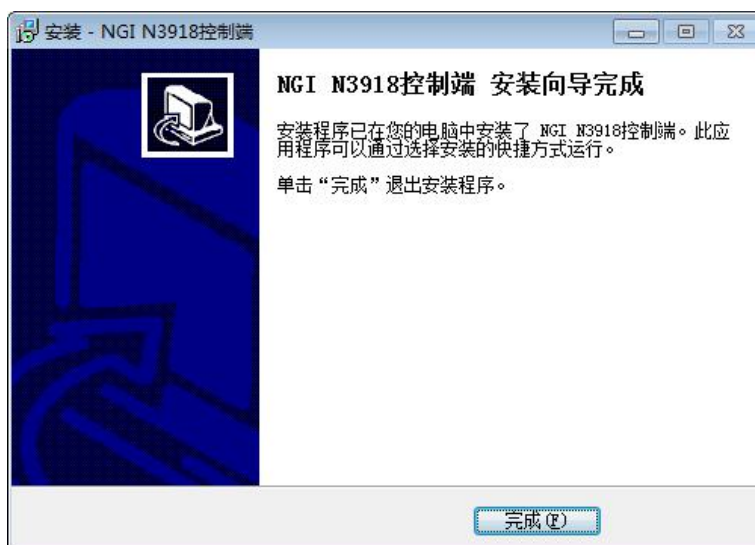 安装 - NGI N3918控制端
NGI N3918控制端 安装向导完成
安装程序已在您的电脑中安装了 NGI N3918控制端。此应
用程序可以通过选择安装的快捷方式运行。
单击“完成”退出安装程序。
完成(F)